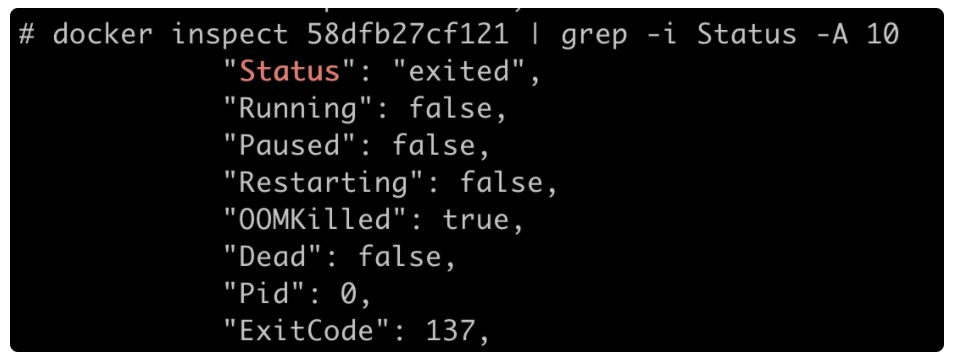 # docker inspect 58dfb27cf121 | grep -i Status -A 10
"Status": "exited",
"Running": false,
"Paused": false,
"Restarting": false,
"OOMKilled": true,
"Dead": false,
"Pid": 0,
"ExitCode": 137,